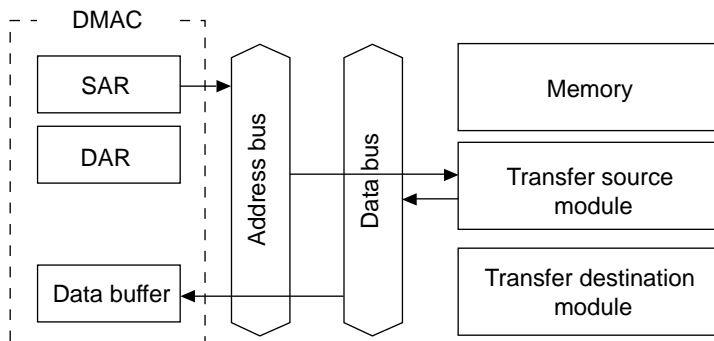 DMAC
SAR
DAR
Data buffer
Address bus
Data bus
Memory
Transfer source
module
Transfer destination
module